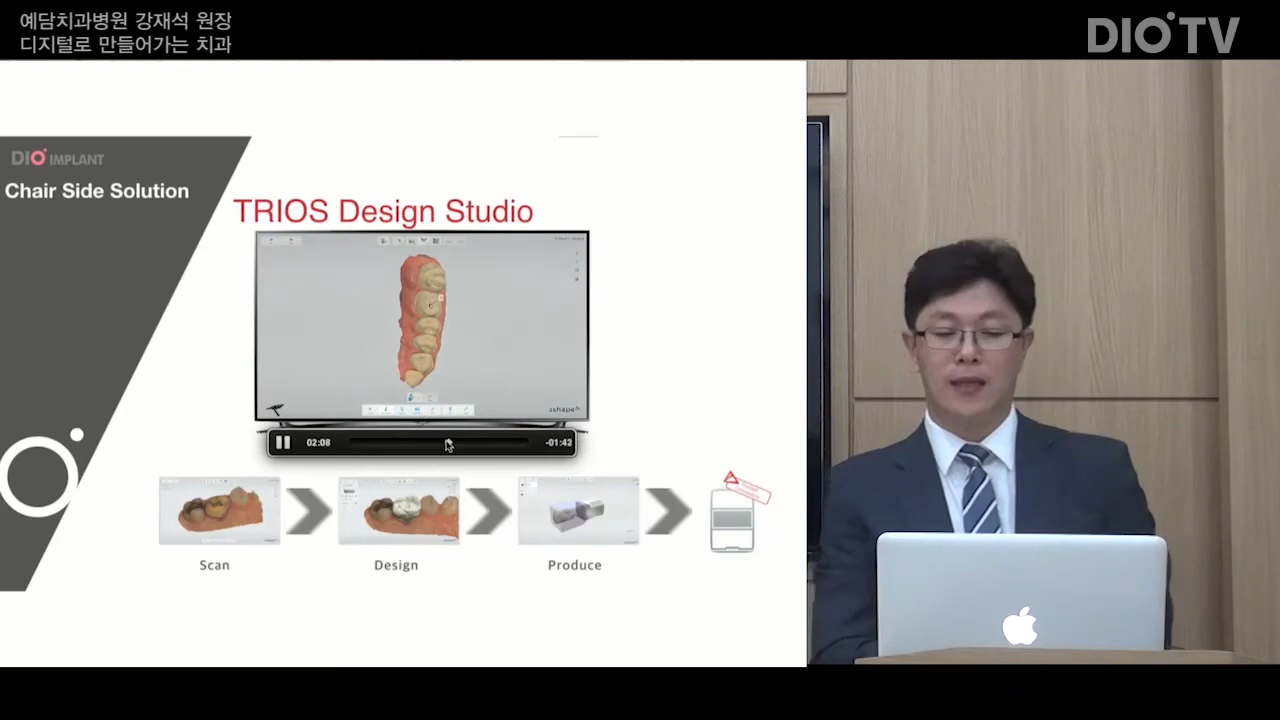 예담치과병원 강재석 원장
디지털로 만들어가는 치과
DIO TV
DIO IMPLANT
Chair Side Solution
TRIOS Design Studio
3shape
02:08
-01:42
Scan
Design
Produce